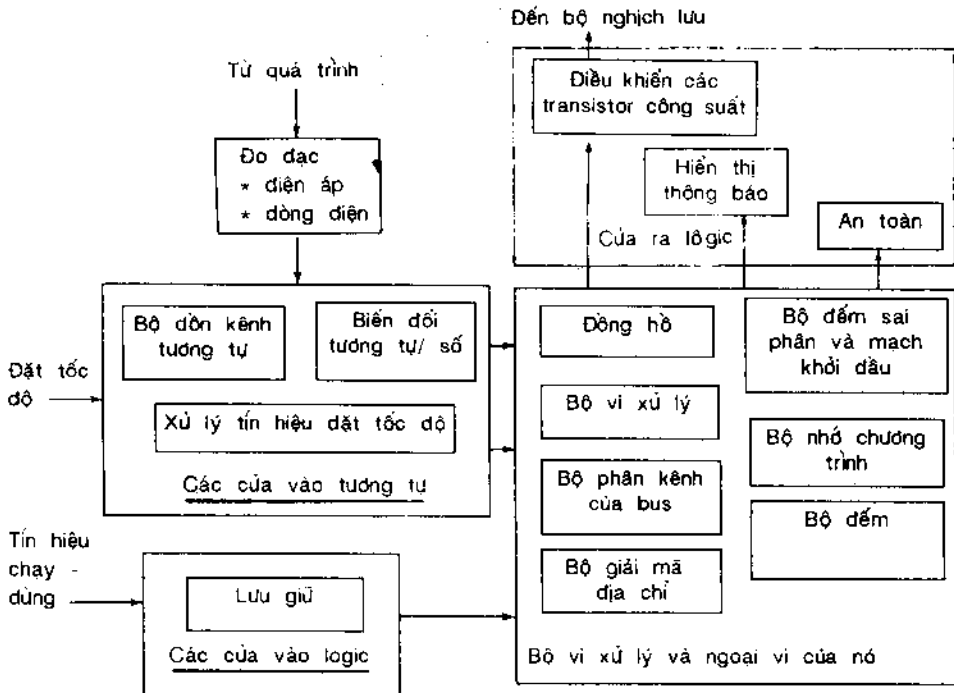 Đến bộ nghịch lưu
Từ quá trình
Điều khiển các
transistor công suất
Đo đạc
* điện áp
* dòng điện
Hiển thị
thông báo
An toàn
Cửa ra lôgic
Bộ dồn kênh
tương tự
Biến đổi
tương tự/ số
Đặt tốc
độ
Xử lý tín hiệu đặt tốc độ
Các cửa vào tương tự
Đồng hồ
Bộ đếm sai
phân và mạch
khởi đầu
Bộ vi xử lý
Bộ nhớ chương
trình
Bộ phân kênh
của bus
Bộ đếm
Bộ giải mã
địa chỉ
Tín hiệu
chạy -
dừng
Lưu giữ
Các cửa vào logic
Bộ vi xử lý và ngoại vi của nó